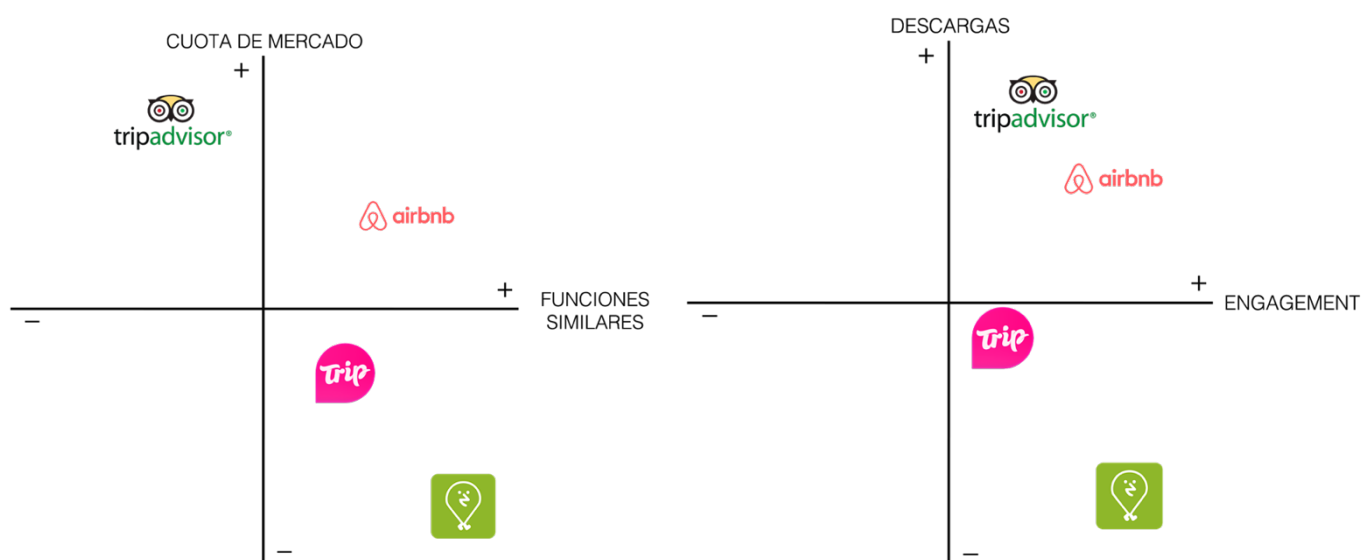 CUOTA DE MERCADO
+
tripadvisor®
airbnb
+
FUNCIONES
SIMILARES
−
trip
−
DESCARGAS
+
tripadvisor®
airbnb
+
ENGAGEMENT
−
trip
−